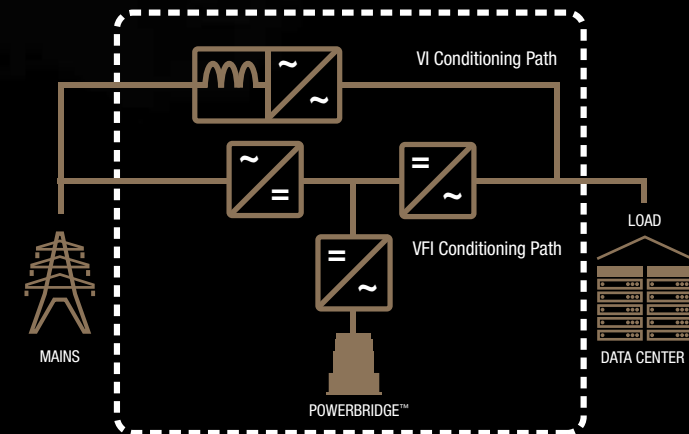 VI Conditioning Path
~
~
~
=
=
~
LOAD
VFI Conditioning Path
=
~
MAINS
DATA CENTER
POWERBRIDGE™